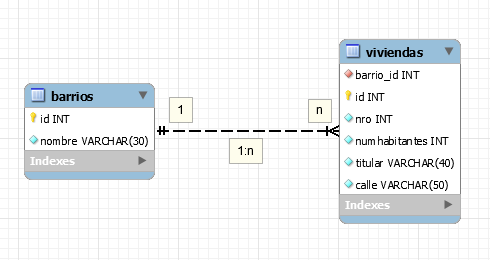 barrios
id INT
nombre VARCHAR(30)
Indexes
1
n
1:n
viviendas
barrio_id INT
id INT
nro INT
numhabitantes INT
titular VARCHAR(40)
calle VARCHAR(50)
Indexes